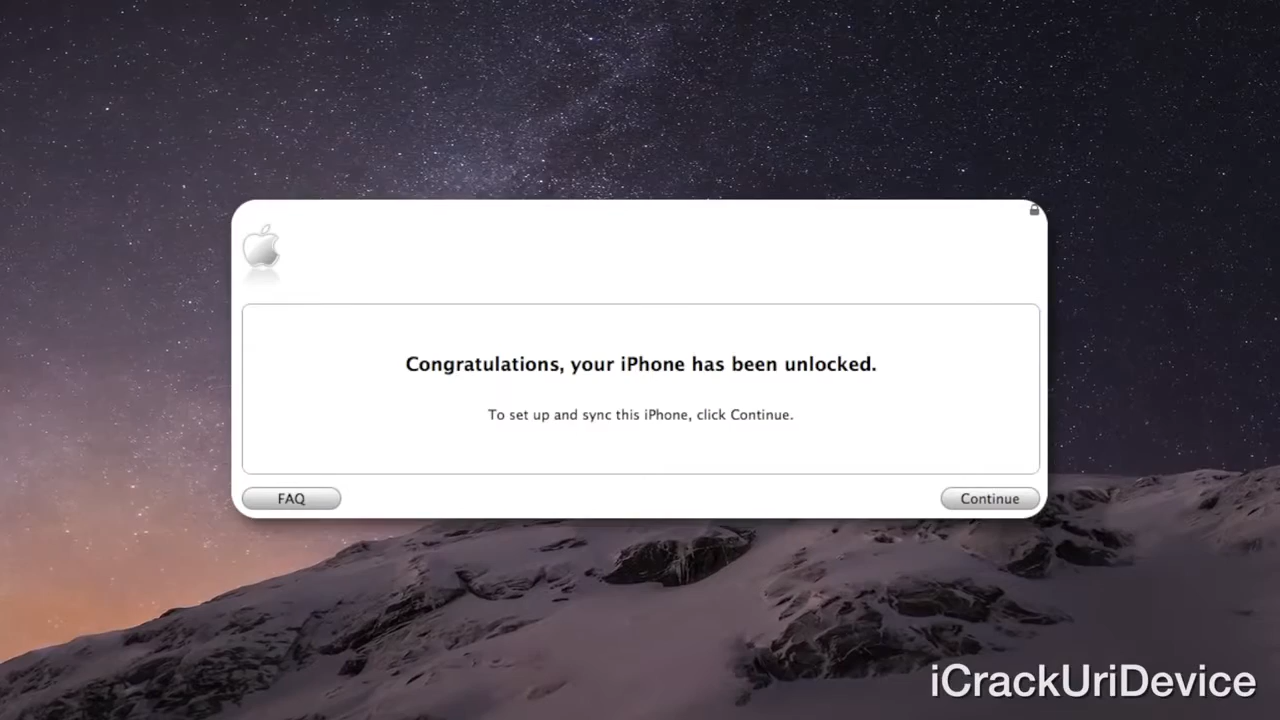 Congratulations, your iPhone has been unlocked.
To set up and sync this iPhone, click Continue.
FAQ
Continue
iCrackUriDevice